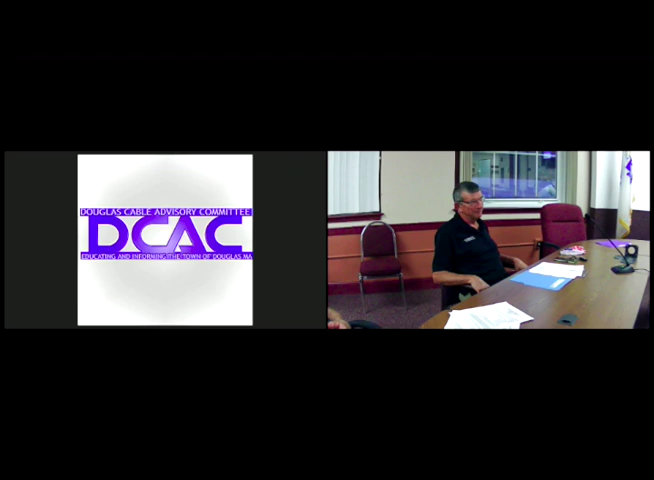 DOUGLAS CABLE ADVISORY COMMITTEE
DCAC
EDUCATING AND INFORMING THE TOWN OF DOUGLAS MA